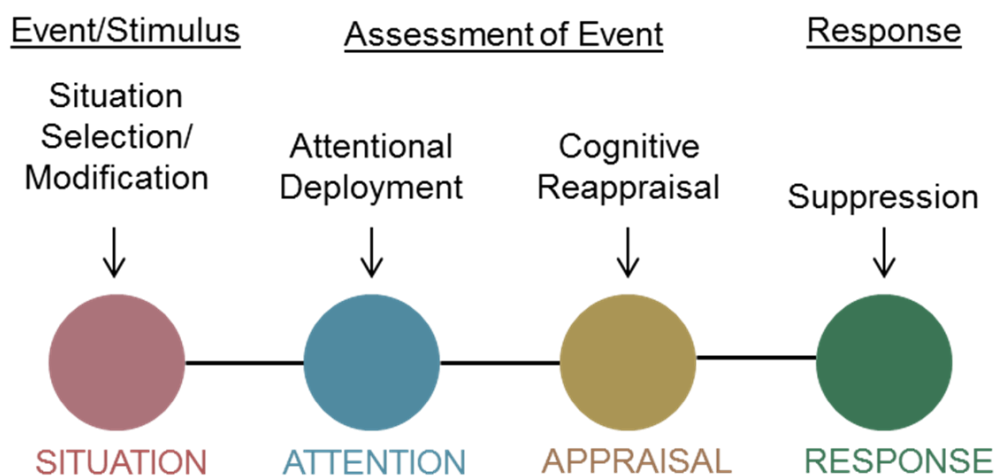 Event/Stimulus
Assessment of Event
Response
Situation
Selection/
Modification
Attentional
Deployment
Cognitive
Reappraisal
Suppression
SITUATION
ATTENTION
APPRAISAL
RESPONSE